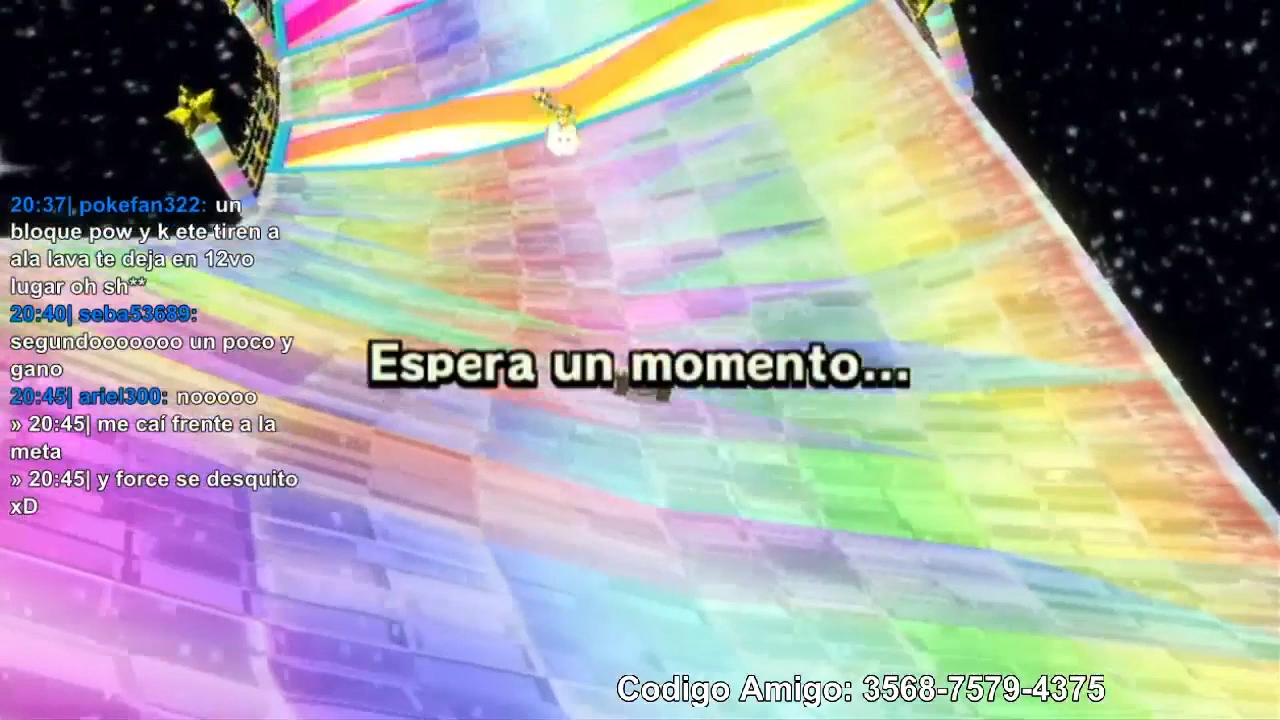 20:37| pokefan322: un
bloque pow y k ete tiren a
ala lava te deja en 12vo
lugar oh sh**
20:40| seba53689:
segundooooooo un poco y
gano
20:45| ariel300: nooooo
» 20:45| me caí frente a la
meta
» 20:45| y force se desquito
xD
Espera un momento...
Codigo Amigo: 3568-7579-4375